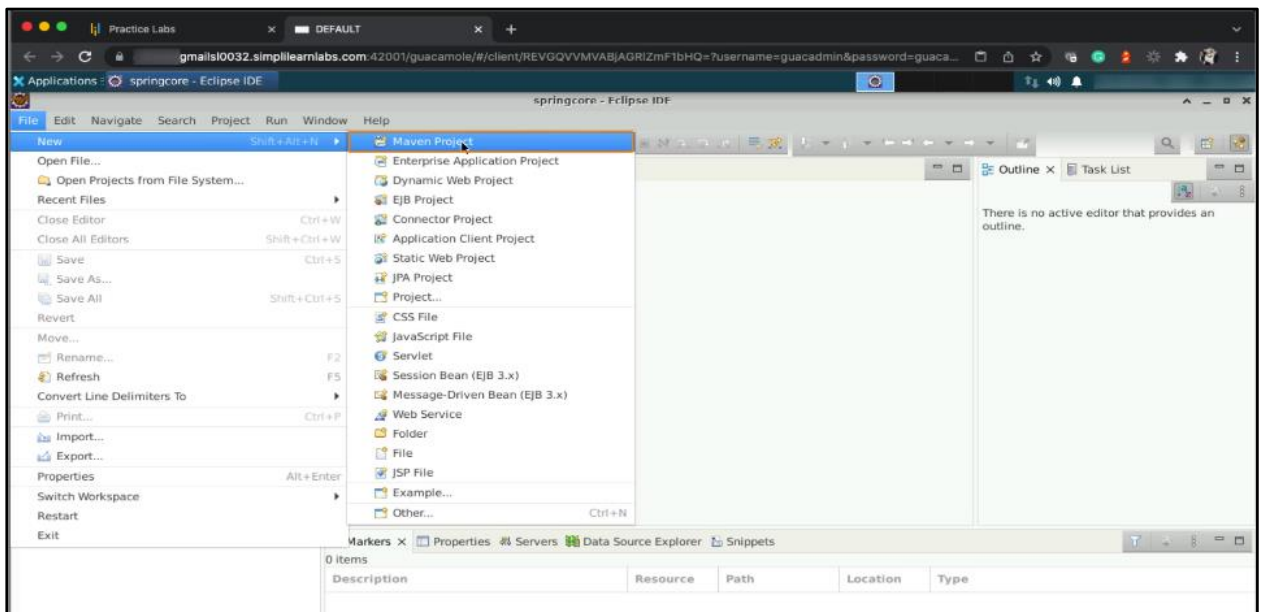 Practice Labs × DEFAULT × +
gmailsl0032.simplilearnlabs.com:42001/guacamole/#/client/REVGQVVMVABjAGRlZmF1bHQ=?username=guacadmin&password=guaca...
Applications springcore - Eclipse IDE
springcore - Eclipse IDE
File Edit Navigate Search Project Run Window Help
New Shift+Alt+N
Open File...
Open Projects from File System...
Recent Files
Close Editor Ctrl+W
Close All Editors Shift+Ctrl+W
Save Ctrl+S
Save As...
Save All Shift+Ctrl+S
Revert
Move...
Rename... F2
Refresh F5
Convert Line Delimiters To
Print... Ctrl+P
Import...
Export...
Properties Alt+Enter
Switch Workspace
Restart
Exit
Maven Project
Enterprise Application Project
Dynamic Web Project
EJB Project
Connector Project
Application Client Project
Static Web Project
JPA Project
Project...
CSS File
JavaScript File
Servlet
Session Bean (EJB 3.x)
Message-Driven Bean (EJB 3.x)
Web Service
Folder
File
JSP File
Example...
Other... Ctrl+N
Outline × Task List
There is no active editor that provides an
outline.
Markers × Properties Servers Data Source Explorer Snippets
0 items
Description Resource Path Location Type